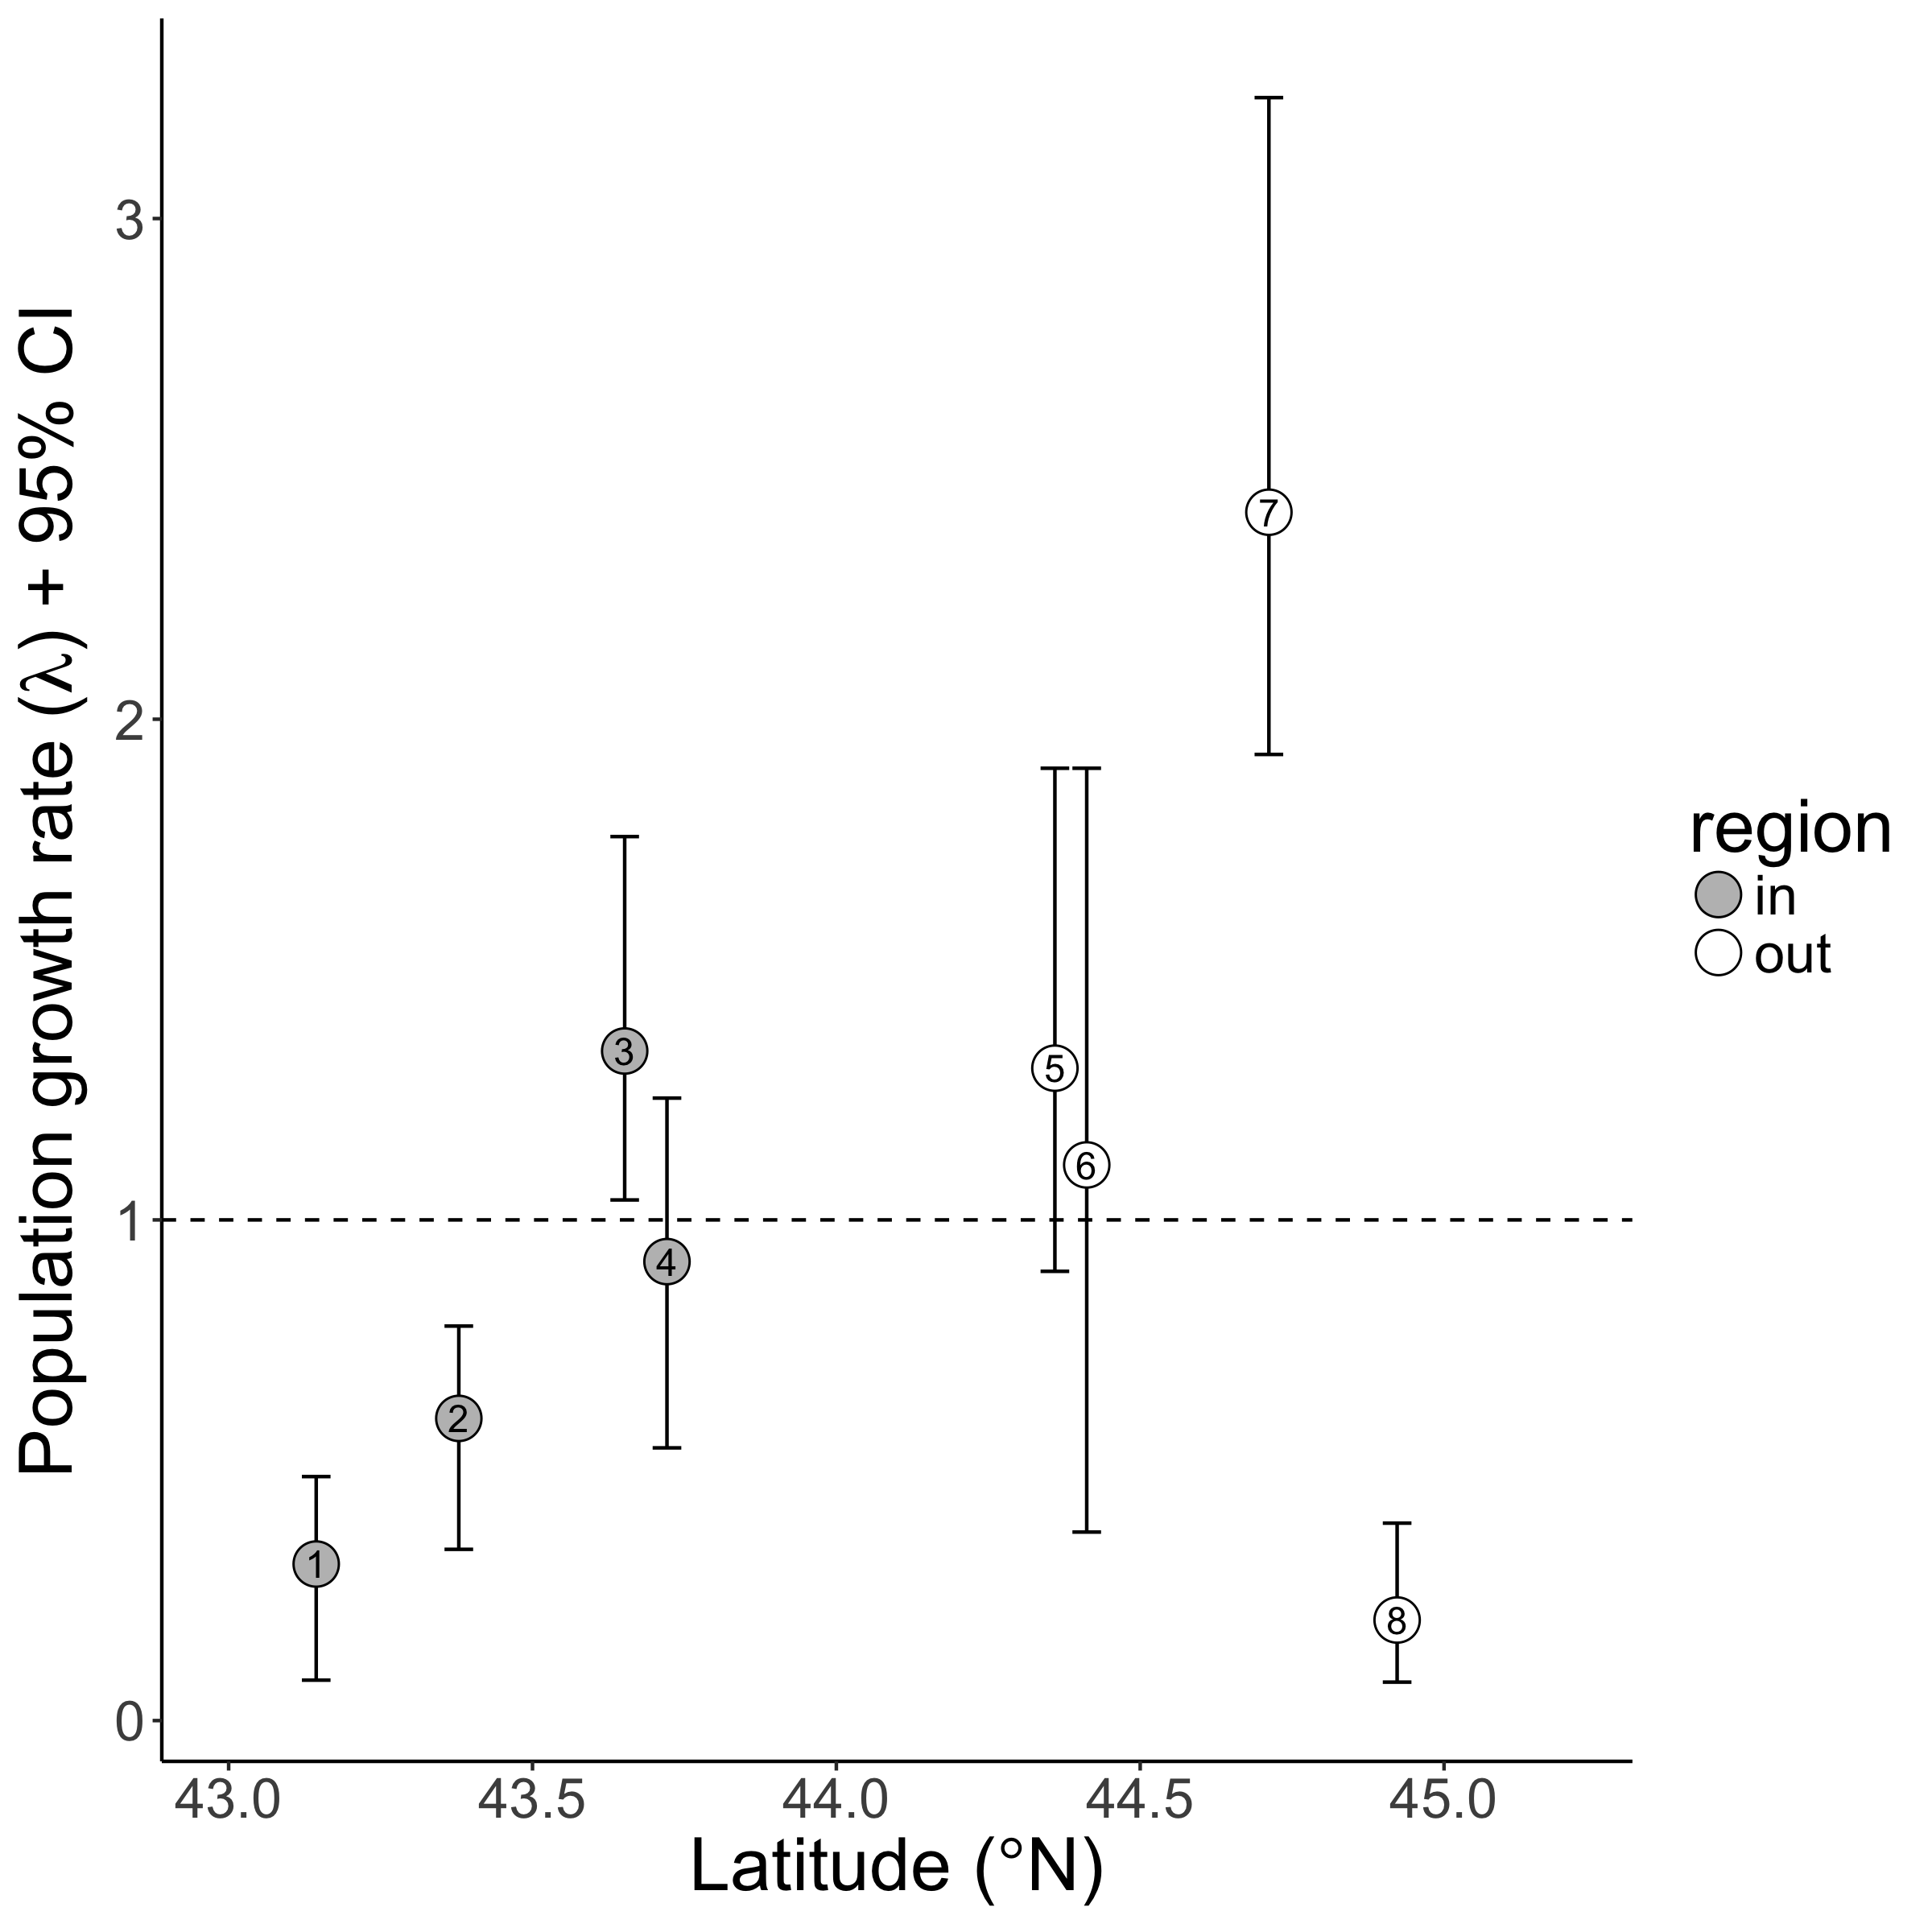 Population growth rate (λ) + 95% CI
3
2
1
0
7
3
5
6
4
2
1
8
43.0 43.5 44.0 44.5 45.0
Latitude (°N)
region
in
out